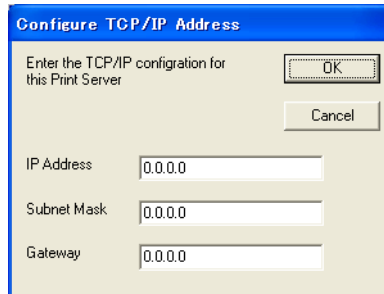 Configure TCP/IP Address
Enter the TCP/IP configration for
this Print Server
OK
Cancel
IP Address
0.0.0.0
Subnet Mask
0.0.0.0
Gateway
0.0.0.0